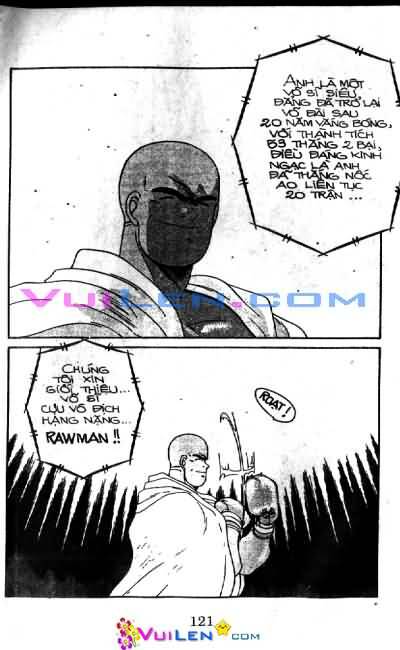 ANH LÀ MỘT
VÕ SĨ SIÊU,
ĐẲNG ĐÃ TRỞ LẠI
VÕ ĐÀI SAU
20 NĂM VẮNG BÓNG,
VỚI THÀNH TÍCH
59 THẮNG 2 BẠI,
ĐIỀU ĐÁNG KINH
NGẠC LÀ ANH
ĐÃ THẮNG NỐC
AO LIÊN TỤC
20 TRẬN ...
VUILEN.COM
CHÚNG
TÔI XIN
GIỚI THIỆU...
VÕ SĨ
CỰU VÔ ĐỊCH
HẠNG NẶNG...
RAWMAN !!
ROẠT!
121
VUILEN.COM